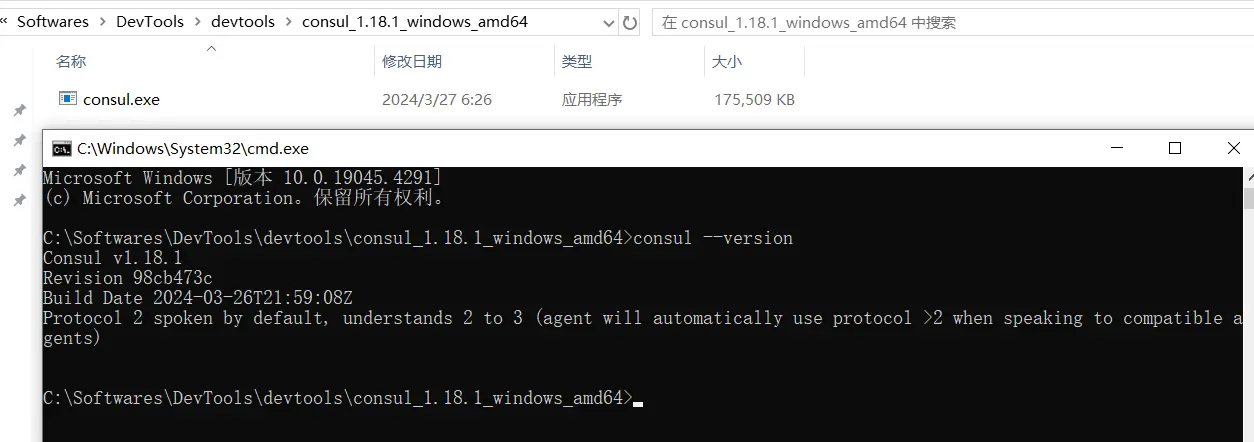 « Softwares > DevTools > devtools > consul_1.18.1_windows_amd64
在 consul_1.18.1_windows_amd64 中搜索
名称 修改日期 类型 大小
consul.exe 2024/3/27 6:26 应用程序 175,509 KB
C:\Windows\System32\cmd.exe
Microsoft Windows [版本 10.0.19045.4291]
(c) Microsoft Corporation。保留所有权利。
C:\Softwares\DevTools\devtools\consul_1.18.1_windows_amd64>consul --version
Consul v1.18.1
Revision 98cb473c
Build Date 2024-03-26T21:59:08Z
Protocol 2 spoken by default, understands 2 to 3 (agent will automatically use protocol >2 when speaking to compatible a
gents)
C:\Softwares\DevTools\devtools\consul_1.18.1_windows_amd64>